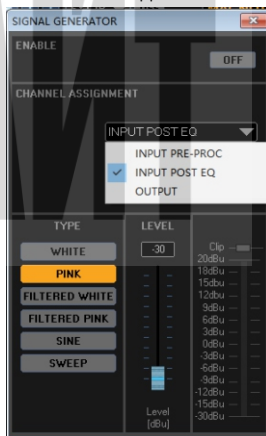 SIGNAL GENERATOR
ENABLE
OFF
CHANNEL ASSIGNMENT
INPUT POST EQ
INPUT PRE-PROC
INPUT POST EQ
OUTPUT
TYPE
WHITE
PINK
FILTERED WHITE
FILTERED PINK
SINE
SWEEP
LEVEL
-30
Level
[dBu]
Clip
20dBu
18dBu
15dbu
12dbu
9dBu
6dBu
3dBu
0dBu
-3dBu
-6dBu
-9dBu
-12dBu
-15dBu
-30dBu